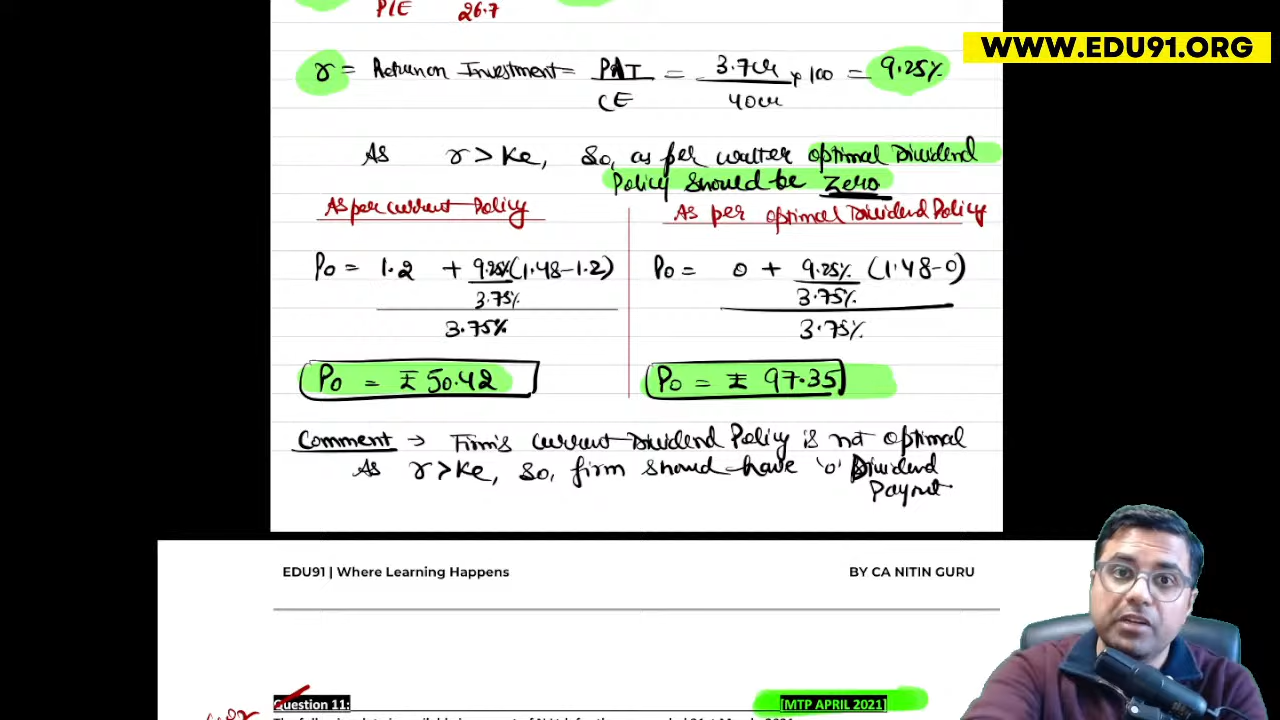 P/E 26.7
WWW.EDU91.ORG
r = Return on Investment = PAT/CE = 3.7cr/40cr × 100 = 9.25%
As r > Ke, So, as per walter optimal Dividend
Policy should be Zero
As per current Policy
As per optimal Dividend Policy
P0 = 1.2 + 9.25%/3.75% (1.48-1.2)
3.75%
P0 = 0 + 9.25%/3.75% (1.48-0)
3.75%
P0 = ₹ 50.42
P0 = ₹ 97.35
Comment → Firm's current Dividend Policy is not optimal
As r > Ke, So, firm should have '0' Dividend
Payout
EDU91 | Where Learning Happens
BY CA NITIN GURU
Question 11:
[MTP APRIL 2021]